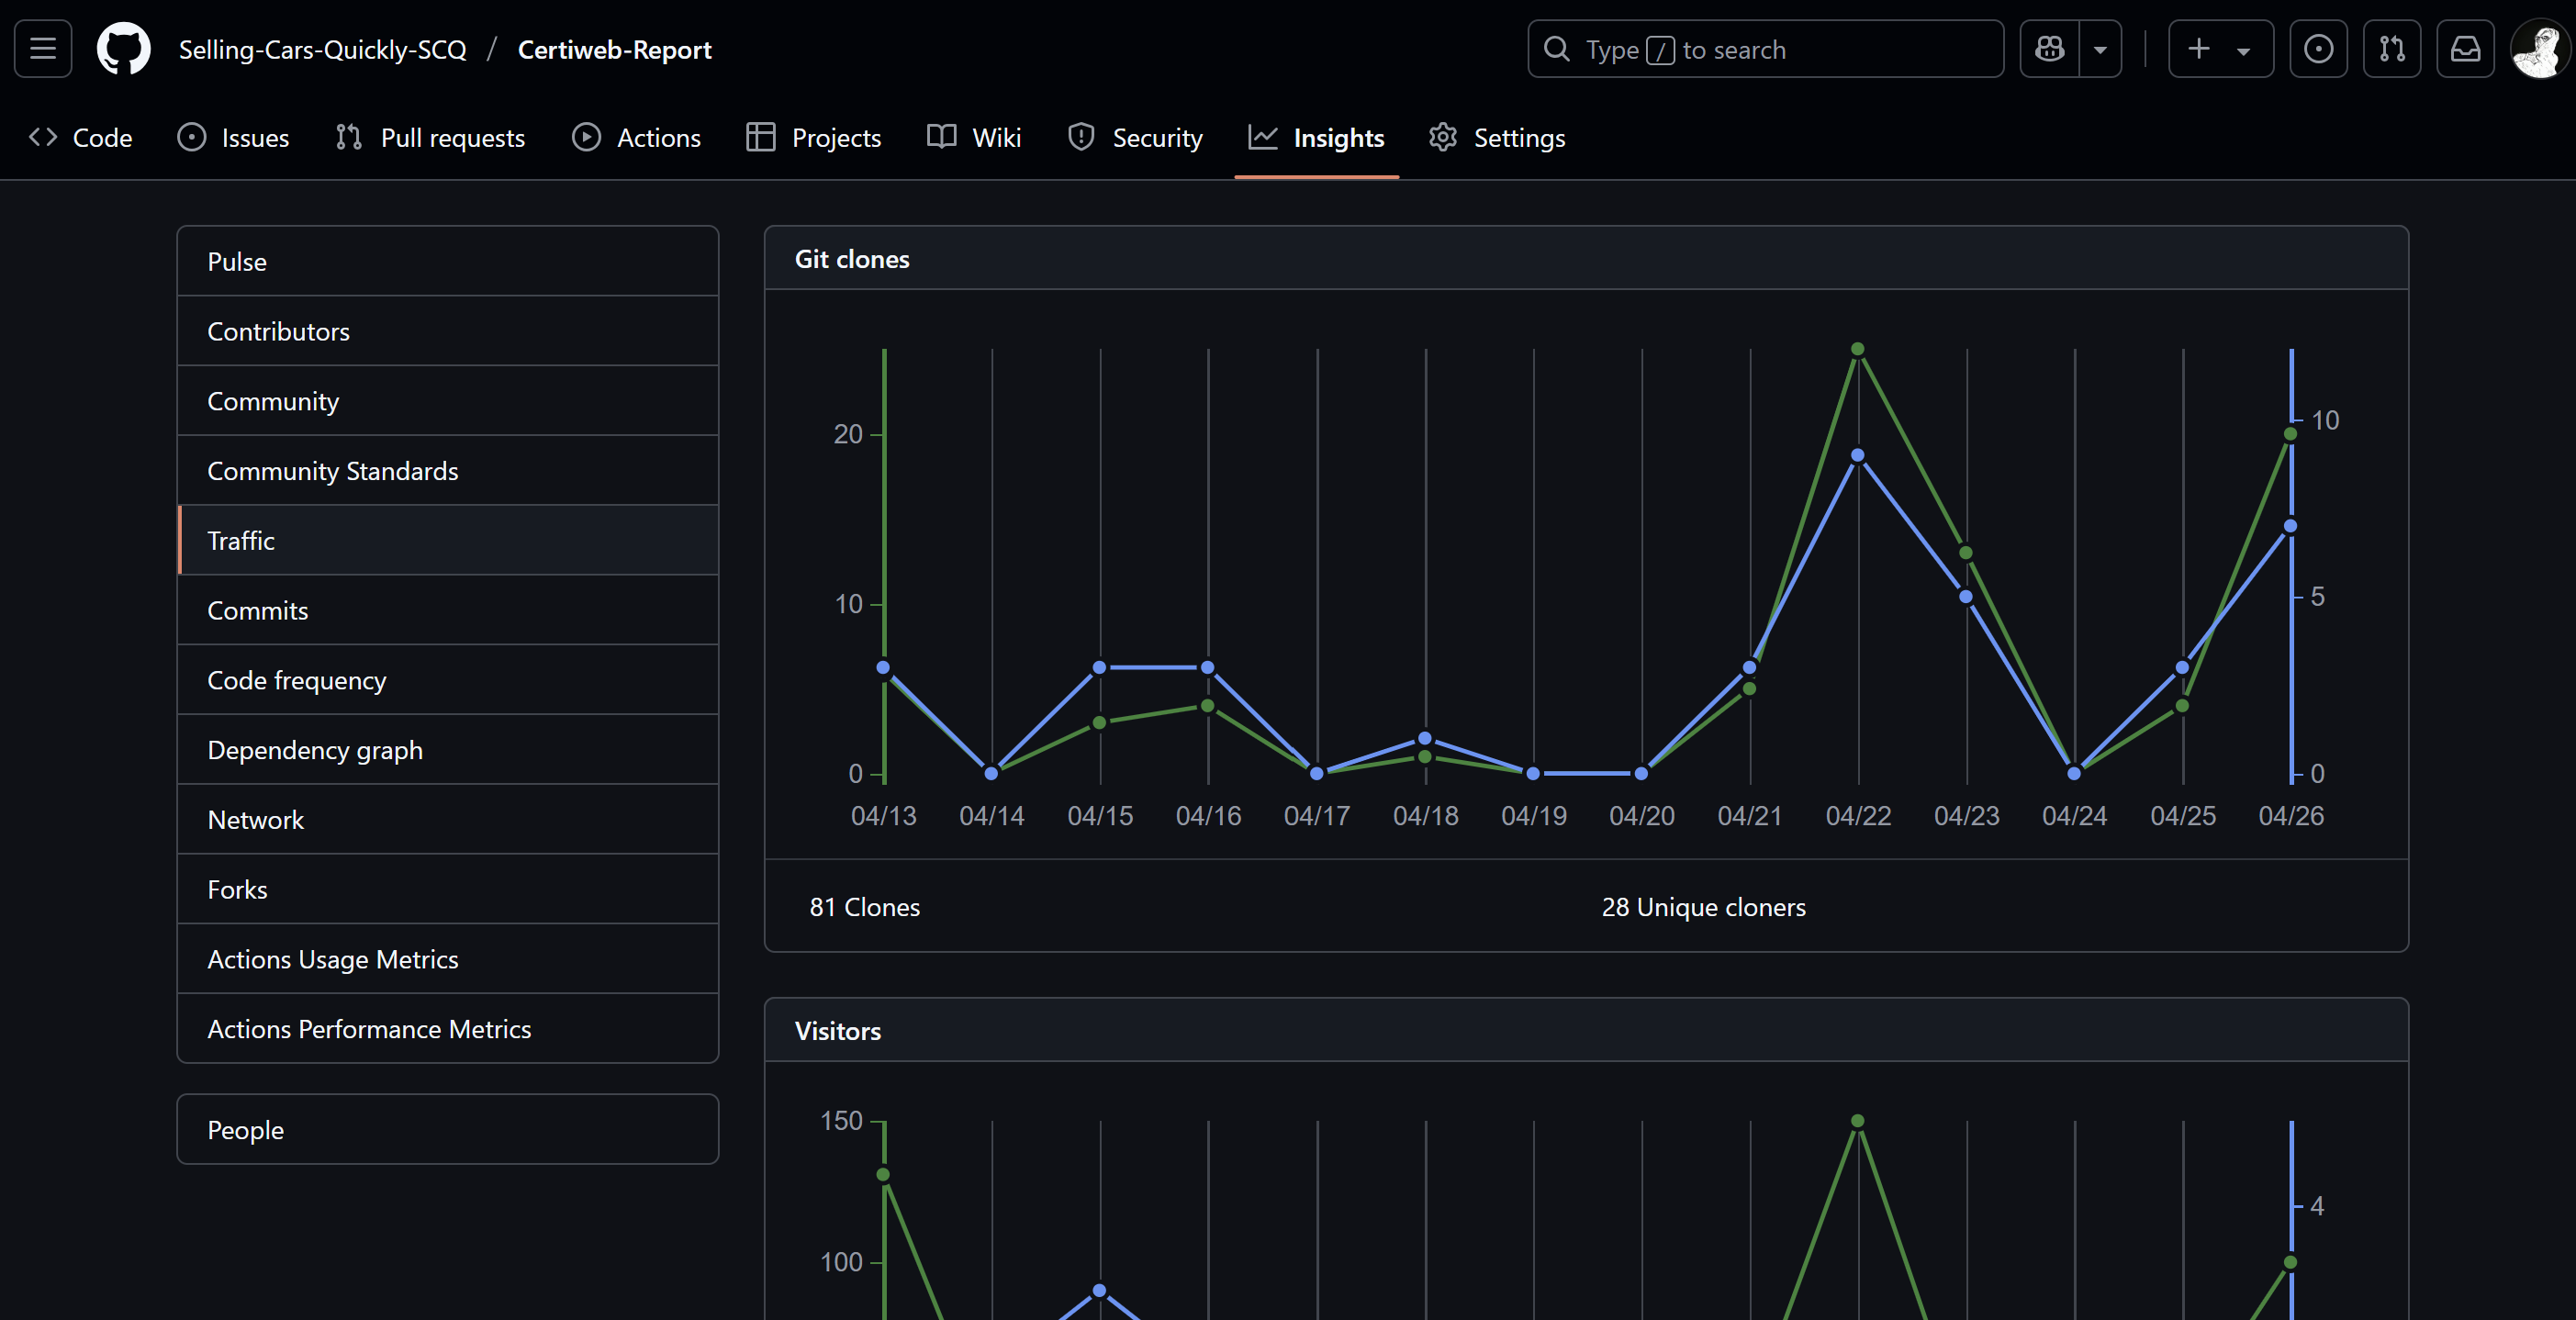 Selling-Cars-Quickly-SCQ / Certiweb-Report
Type / to search
Code Issues Pull requests Actions Projects Wiki Security Insights Settings
Pulse
Contributors
Community
Community Standards
Traffic
Commits
Code frequency
Dependency graph
Network
Forks
Actions Usage Metrics
Actions Performance Metrics
People
Git clones
20
10
0
10
5
0
04/13 04/14 04/15 04/16 04/17 04/18 04/19 04/20 04/21 04/22 04/23 04/24 04/25 04/26
81 Clones 28 Unique cloners
Visitors
150
100
4